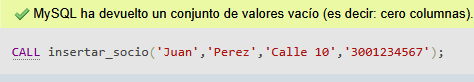 MySQL ha devuelto un conjunto de valores vacío (es decir: cero columnas).
CALL insertar_socio('Juan','Perez','Calle 10','3001234567');